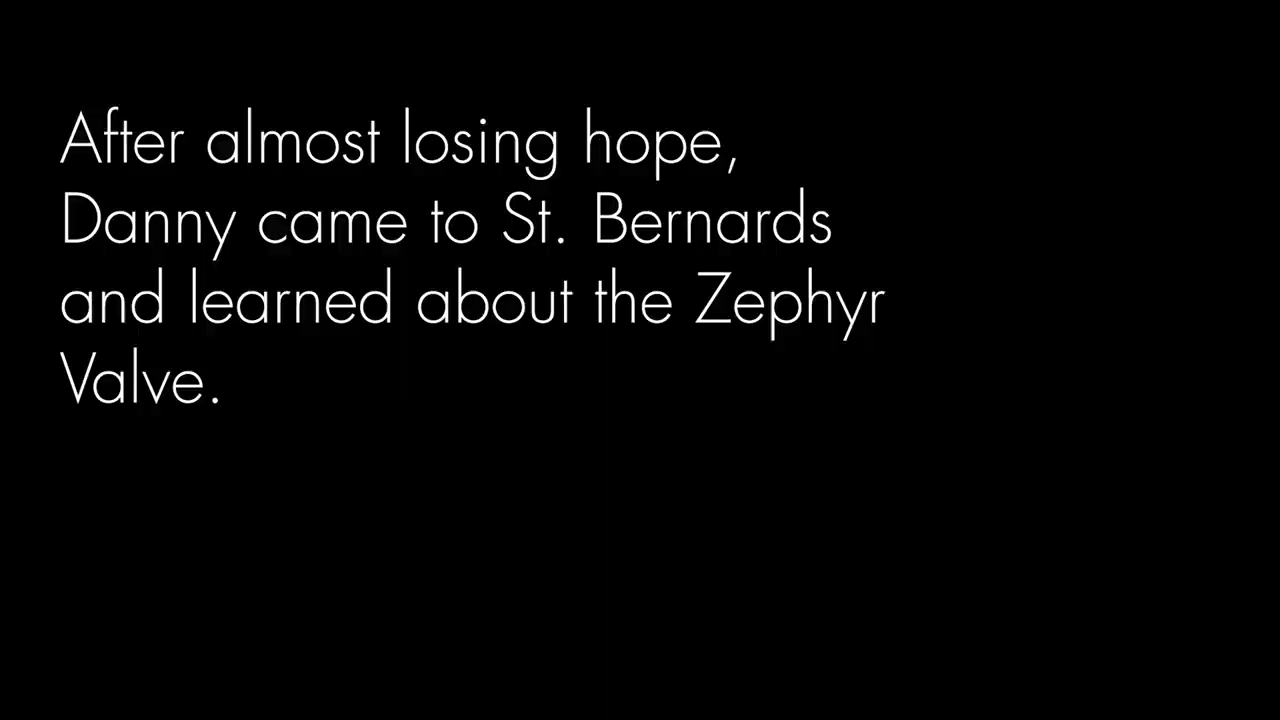 After almost losing hope,
Danny came to St. Bernards
and learned about the Zephyr
Valve.